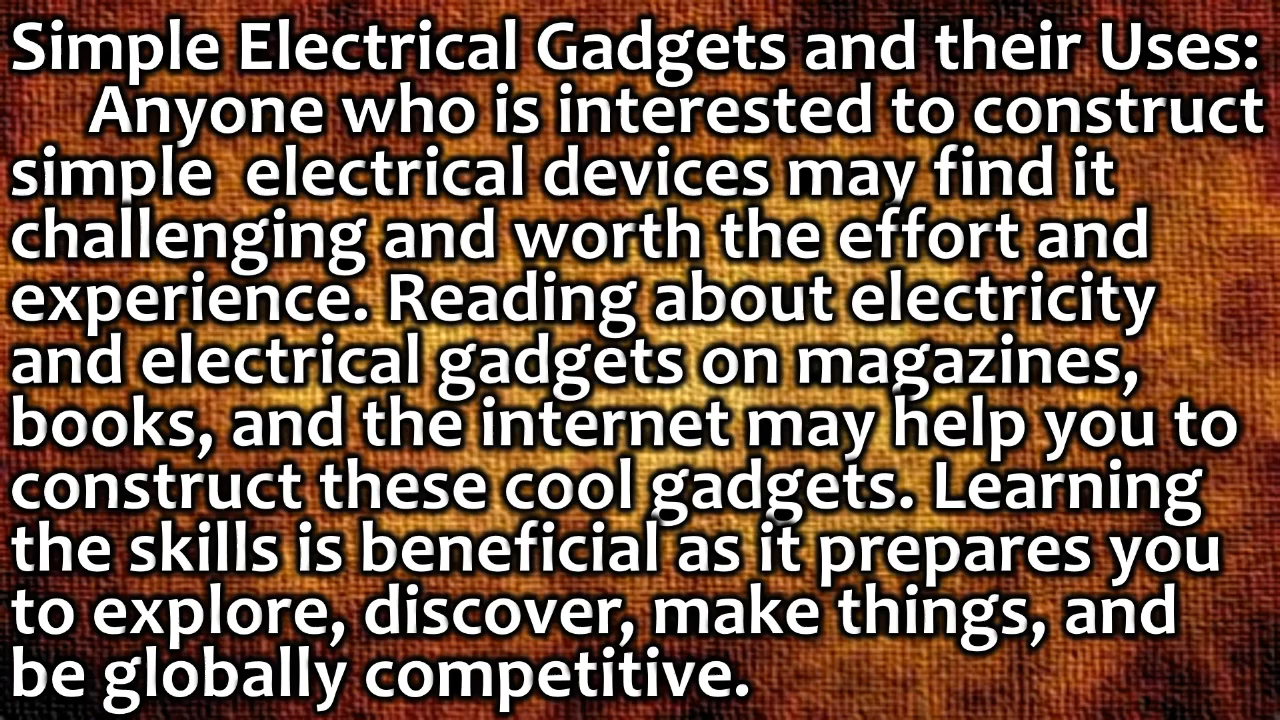 Simple Electrical Gadgets and their Uses:
Anyone who is interested to construct
simple  electrical devices may find it
challenging and worth the effort and
experience. Reading about electricity
and electrical gadgets on magazines,
books, and the internet may help you to
construct these cool gadgets. Learning
the skills is beneficial as it prepares you
to explore, discover, make things, and
be globally competitive.